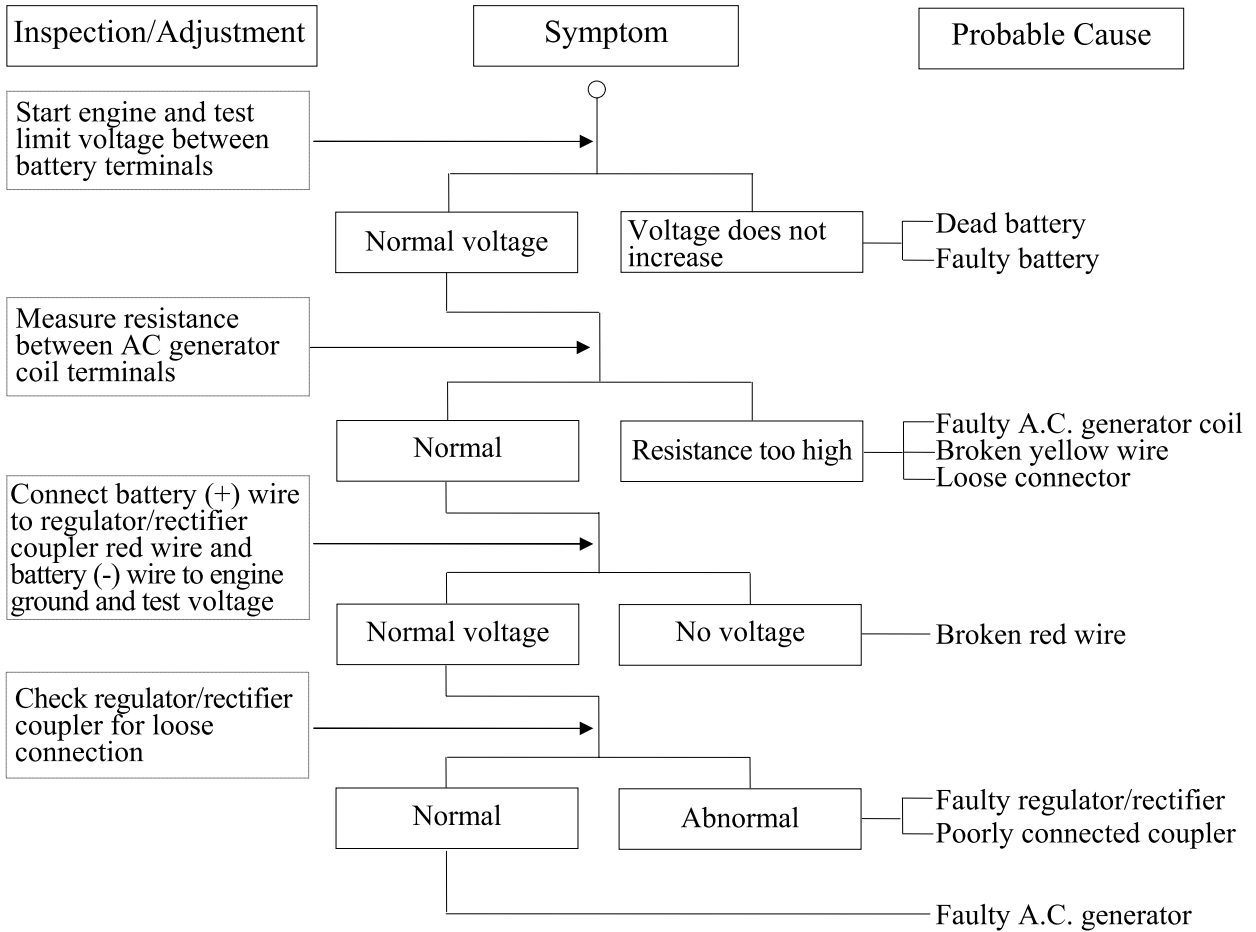 Inspection/Adjustment
Symptom
Probable Cause
Start engine and test
limit voltage between
battery terminals
Normal voltage
Voltage does not
increase
Dead battery
Faulty battery
Measure resistance
between AC generator
coil terminals
Normal
Resistance too high
Faulty A.C. generator coil
Broken yellow wire
Loose connector
Connect battery (+) wire
to regulator/rectifier
coupler red wire and
battery (-) wire to engine
ground and test voltage
Normal voltage
No voltage
Broken red wire
Check regulator/rectifier
coupler for loose
connection
Normal
Abnormal
Faulty regulator/rectifier
Poorly connected coupler
Faulty A.C. generator